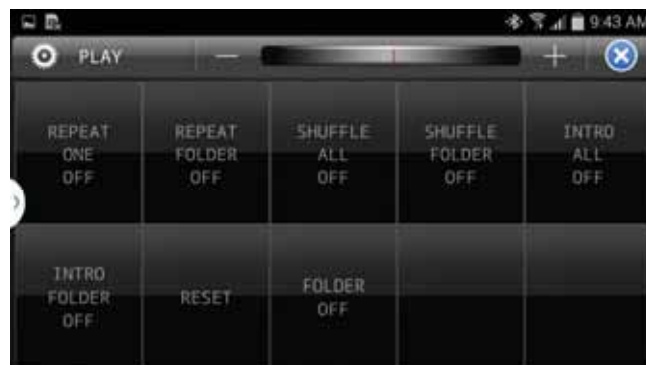 9:43 AM
PLAY
REPEAT
ONE
OFF
REPEAT
FOLDER
OFF
SHUFFLE
ALL
OFF
SHUFFLE
FOLDER
OFF
INTRO
ALL
OFF
INTRO
FOLDER
OFF
RESET
FOLDER
OFF